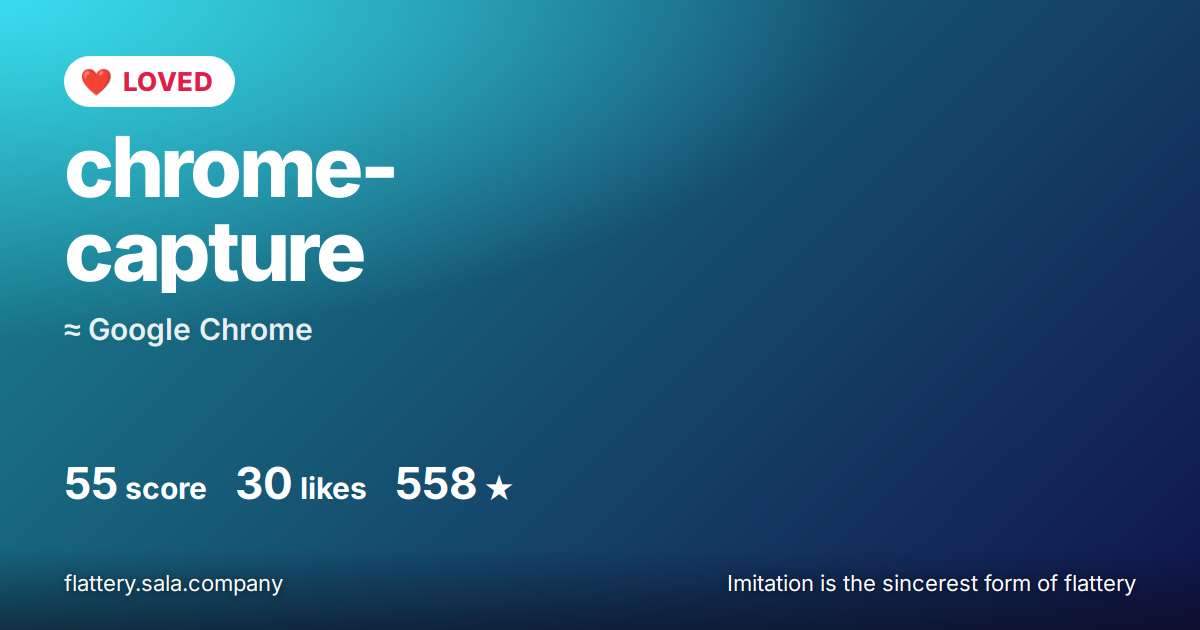 ❤️ LOVED
chrome-
capture
≈ Google Chrome
55 score 30 likes 558 ★
flattery.sala.company
Imitation is the sincerest form of flattery